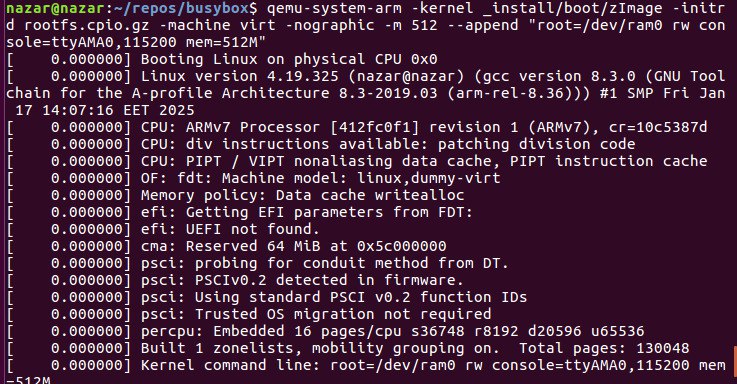 nazar@nazar:~/repos/busybox$ qemu-system-arm -kernel _install/boot/zImage -initr
d rootfs.cpio.gz -machine virt -nographic -m 512 --append "root=/dev/ram0 rw con
sole=ttyAMA0,115200 mem=512M"
[    0.000000] Booting Linux on physical CPU 0x0
[    0.000000] Linux version 4.19.325 (nazar@nazar) (gcc version 8.3.0 (GNU Tool
chain for the A-profile Architecture 8.3-2019.03 (arm-rel-8.36))) #1 SMP Fri Jan
 17 14:07:16 EET 2025
[    0.000000] CPU: ARMv7 Processor [412fc0f1] revision 1 (ARMv7), cr=10c5387d
[    0.000000] CPU: div instructions available: patching division code
[    0.000000] CPU: PIPT / VIPT nonaliasing data cache, PIPT instruction cache
[    0.000000] OF: fdt: Machine model: linux,dummy-virt
[    0.000000] Memory policy: Data cache writealloc
[    0.000000] efi: Getting EFI parameters from FDT:
[    0.000000] efi: UEFI not found.
[    0.000000] cma: Reserved 64 MiB at 0x5c000000
[    0.000000] psci: probing for conduit method from DT.
[    0.000000] psci: PSCIv0.2 detected in firmware.
[    0.000000] psci: Using standard PSCI v0.2 function IDs
[    0.000000] psci: Trusted OS migration not required
[    0.000000] percpu: Embedded 16 pages/cpu s36748 r8192 d20596 u65536
[    0.000000] Built 1 zonelists, mobility grouping on.  Total pages: 130048
[    0.000000] Kernel command line: root=/dev/ram0 rw console=ttyAMA0,115200 mem
=512M